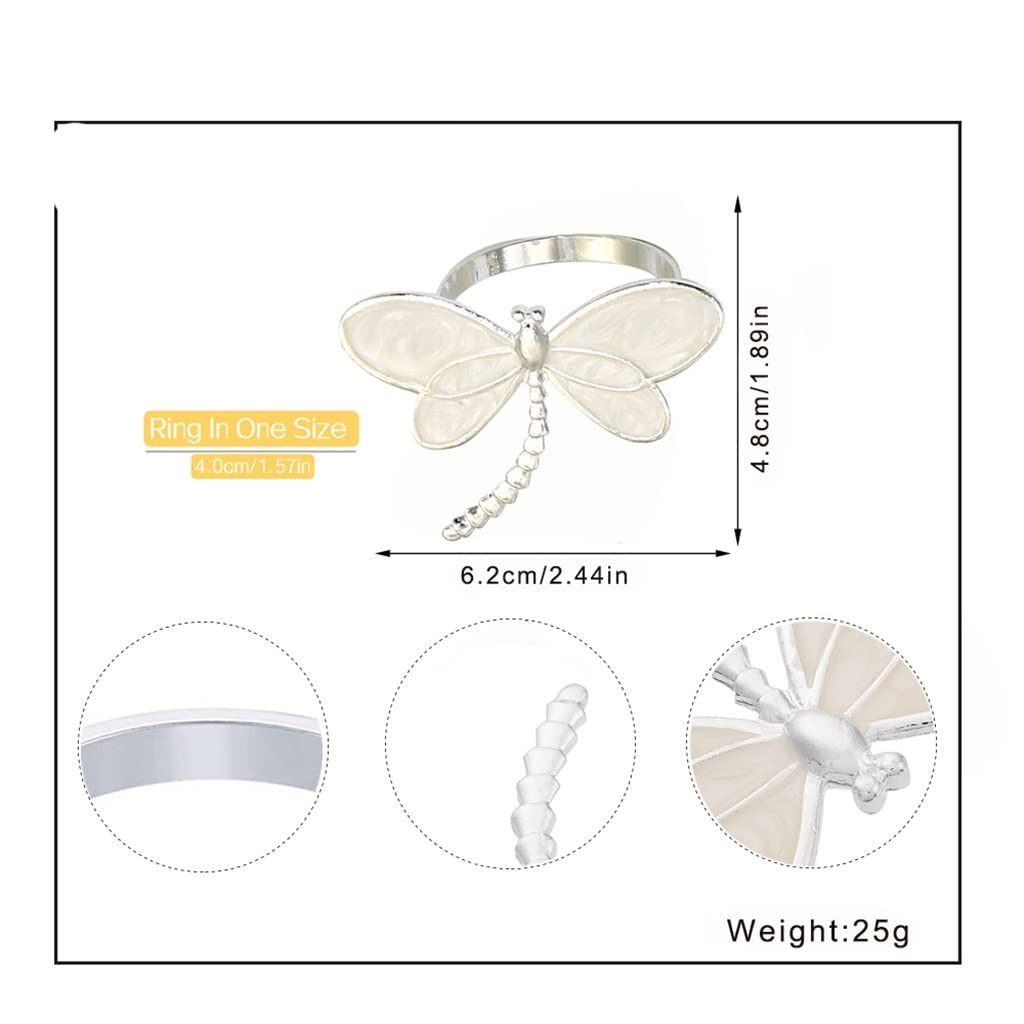 4.8cm/1.89in
Ring In One Size
4.0cm/1.57in
6.2cm/2.44in
Weight:25g